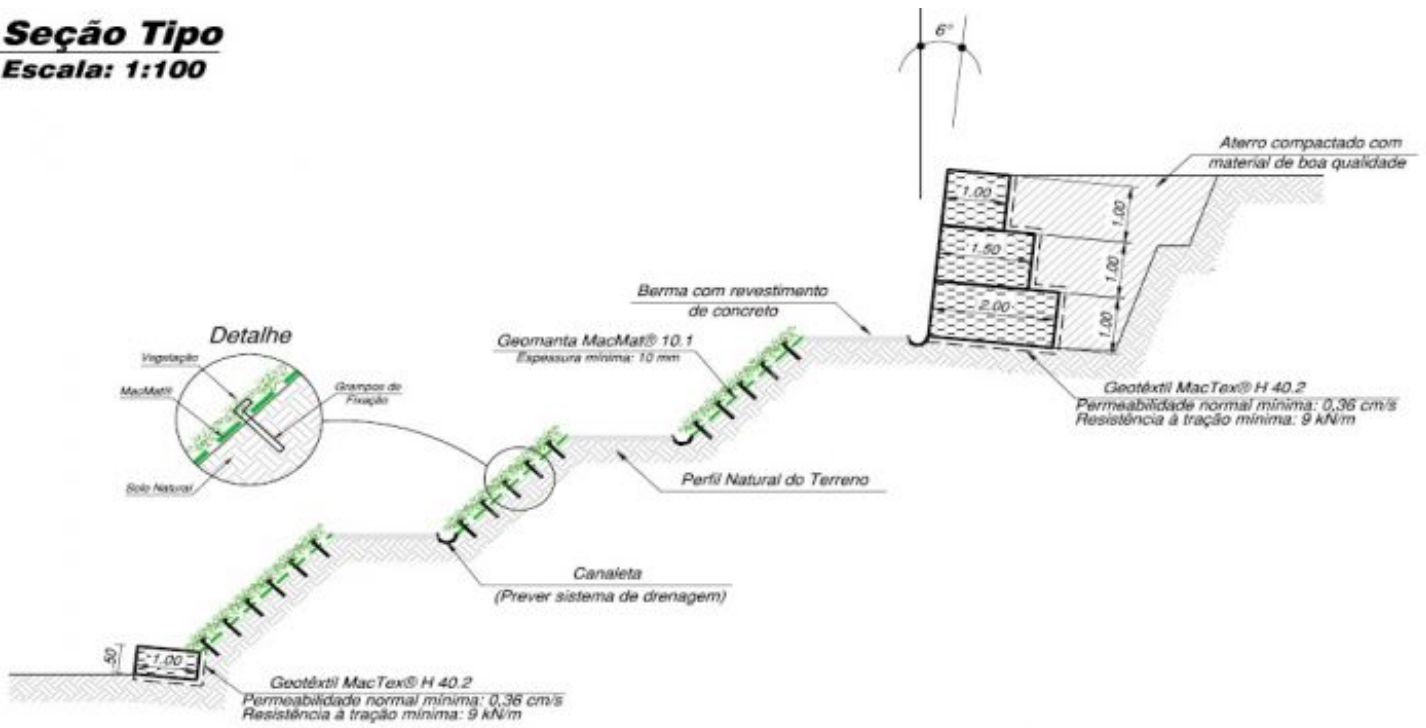 Seção Tipo
Escala: 1:100
6°
Aterro compactado com
material de boa qualidade
1.00
1.00
1.50
1.00
2.00
1.00
Berma com revestimento
de concreto
Geomanta MacMat® 10.1
Espessura mínima: 10 mm
Detalhe
Vegetação
MacMat®
Grampos de
Fixação
Solo Natural
Geotêxtil MacTex® H 40.2
Permeabilidade normal mínima: 0,36 cm/s
Resistência à tração mínima: 9 kN/m
Perfil Natural do Terreno
Canaleta
(Prever sistema de drenagem)
.50
1.00
Geotêxtil MacTex® H 40.2
Permeabilidade normal mínima: 0,36 cm/s
Resistência à tração mínima: 9 kN/m